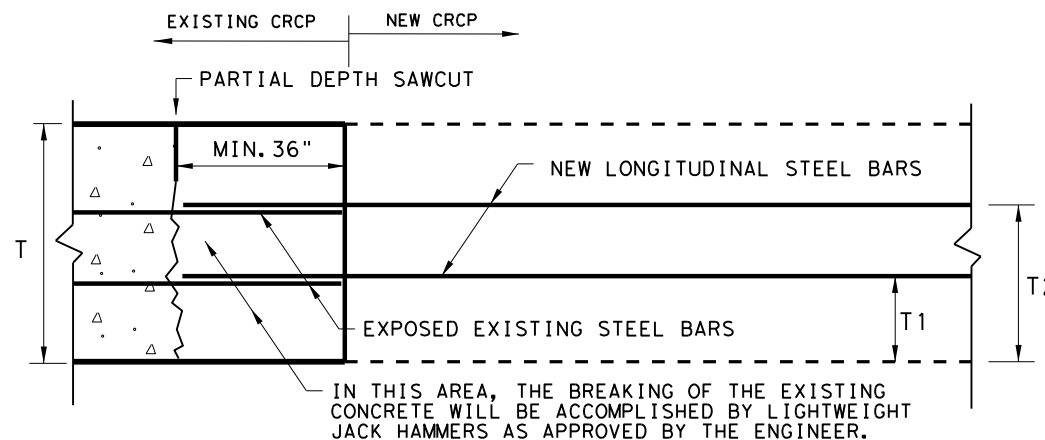 EXISTING CRCP
NEW CRCP
PARTIAL DEPTH SAWCUT
MIN. 36"
NEW LONGITUDINAL STEEL BARS
T
T1
T2
EXPOSED EXISTING STEEL BARS
IN THIS AREA, THE BREAKING OF THE EXISTING
CONCRETE WILL BE ACCOMPLISHED BY LIGHTWEIGHT
JACK HAMMERS AS APPROVED BY THE ENGINEER.